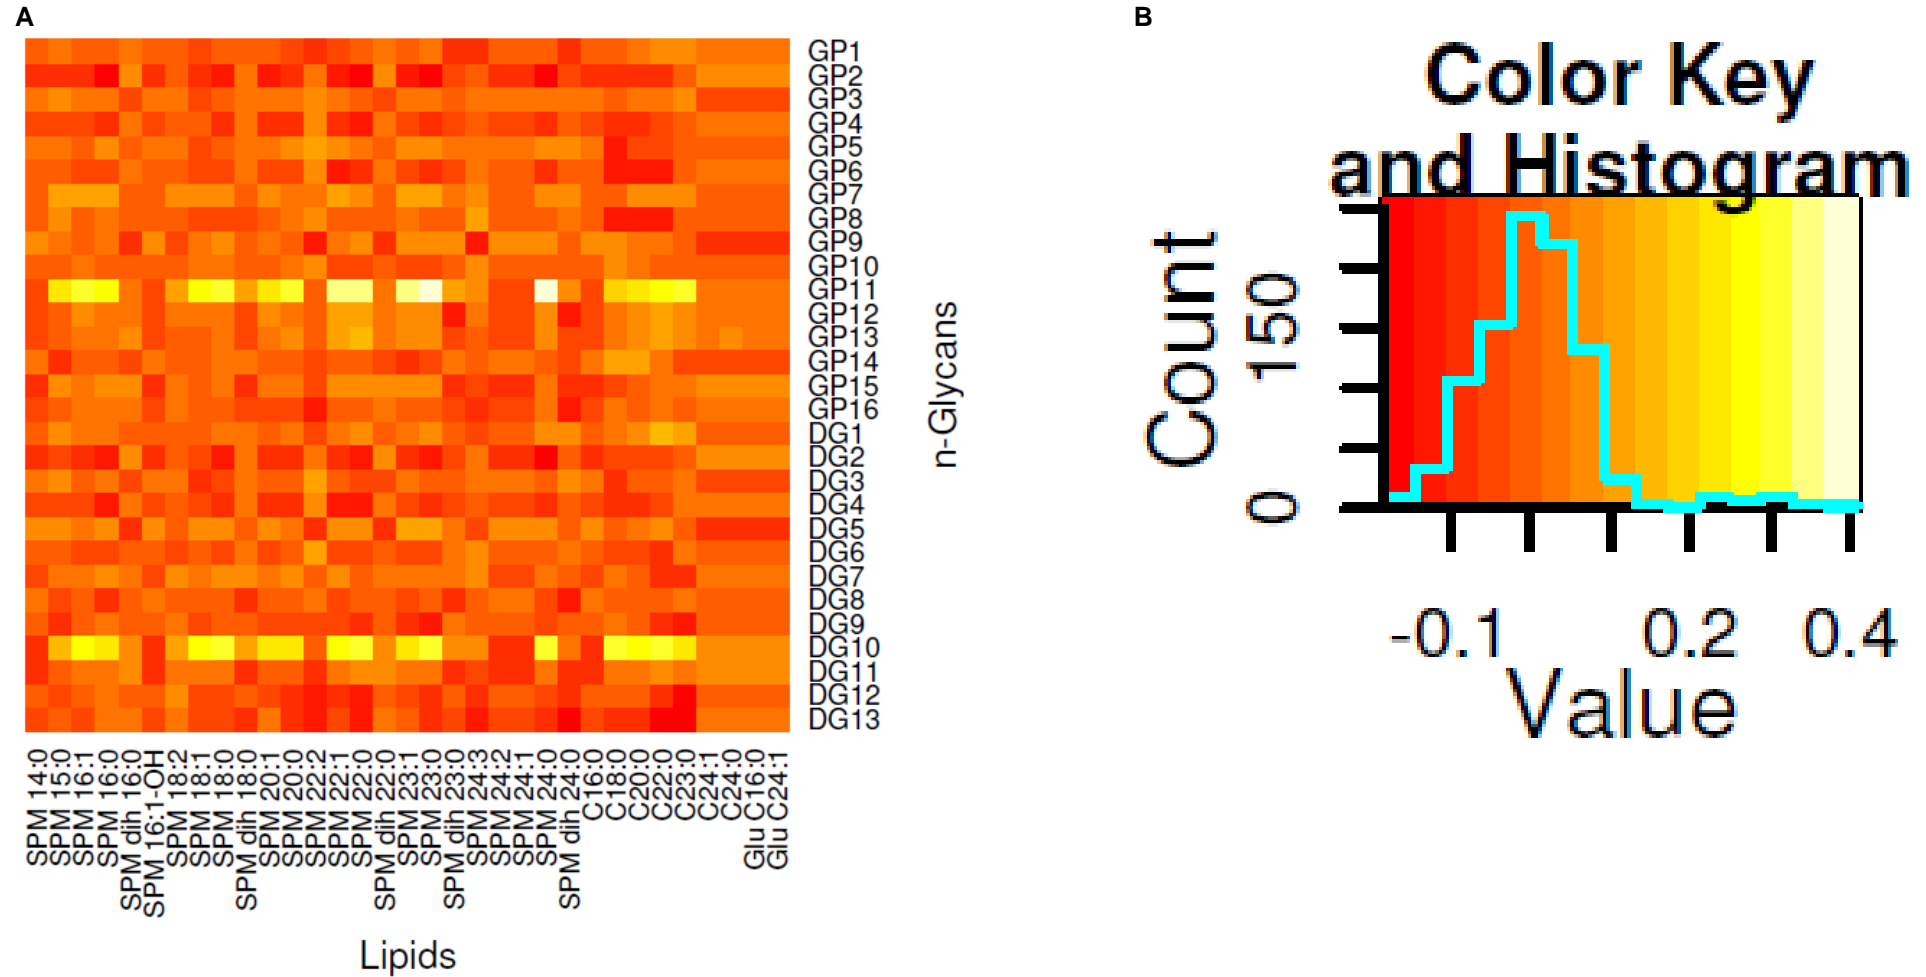 A
GP1
GP2
GP3
GP4
GP5
GP6
GP7
GP8
GP9
GP10
GP11
GP12
GP13
GP14
GP15
GP16
DG1
DG2
DG3
DG4
DG5
DG6
DG7
DG8
DG9
DG10
DG11
DG12
DG13
n-Glycans
SPM 14:0
SPM 15:0
SPM 16:1
SPM 16:0
SPM dih 16:0
SPM 16:1-OH
SPM 18:2
SPM 18:1
SPM 18:0
SPM dih 18:0
SPM 20:1
SPM 20:0
SPM 22:2
SPM 22:1
SPM 22:0
SPM dih 22:0
SPM 23:1
SPM 23:0
SPM dih 23:0
SPM 24:3
SPM 24:2
SPM 24:1
SPM 24:0
SPM dih 24:0
C16:0
C18:0
C20:0
C22:0
C23:0
C24:1
C24:0
Glu C16:0
Glu C24:1
Lipids
B
Color Key
and Histogram
Count
0 150
-0.1 0.2 0.4
Value